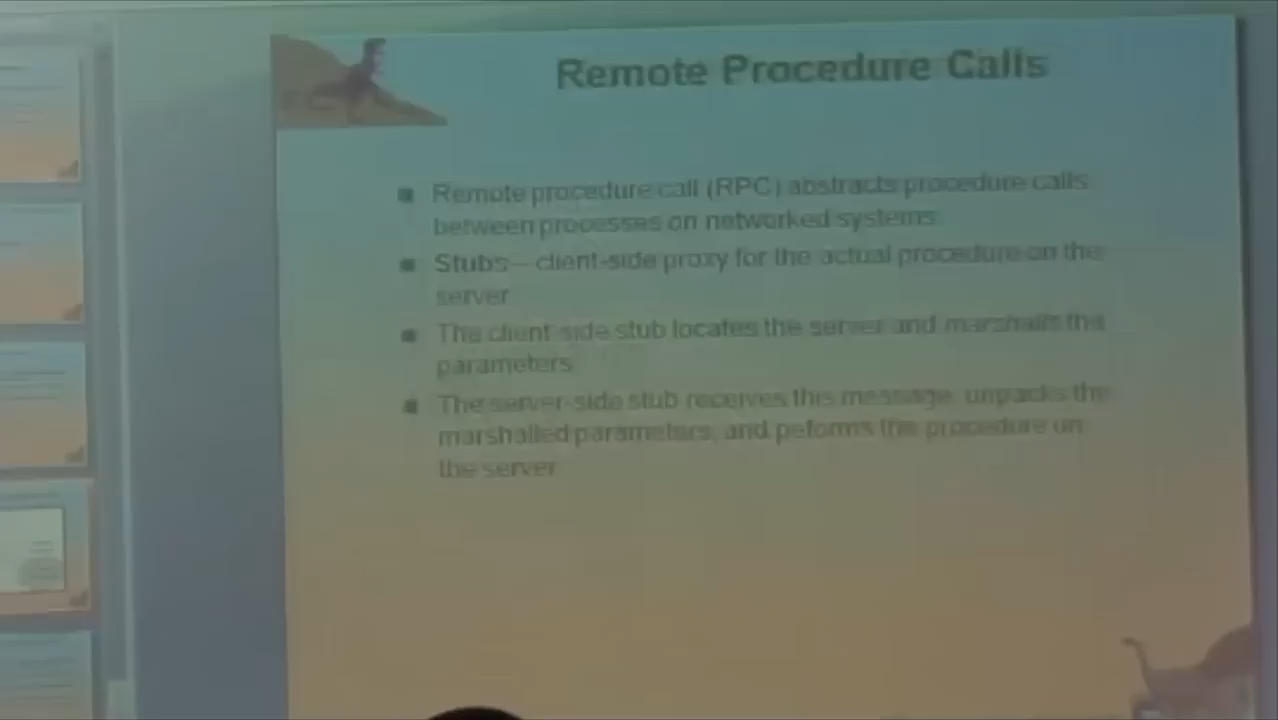 Remote Procedure Calls
Remote procedure call (RPC) abstracts procedure calls
between processes on networked systems.
Stubs – client-side proxy for the actual procedure on the
server.
The client-side stub locates the server and marshalls the
parameters.
The server-side stub receives this message, unpacks the
marshalled parameters, and peforms the procedure on
the server.